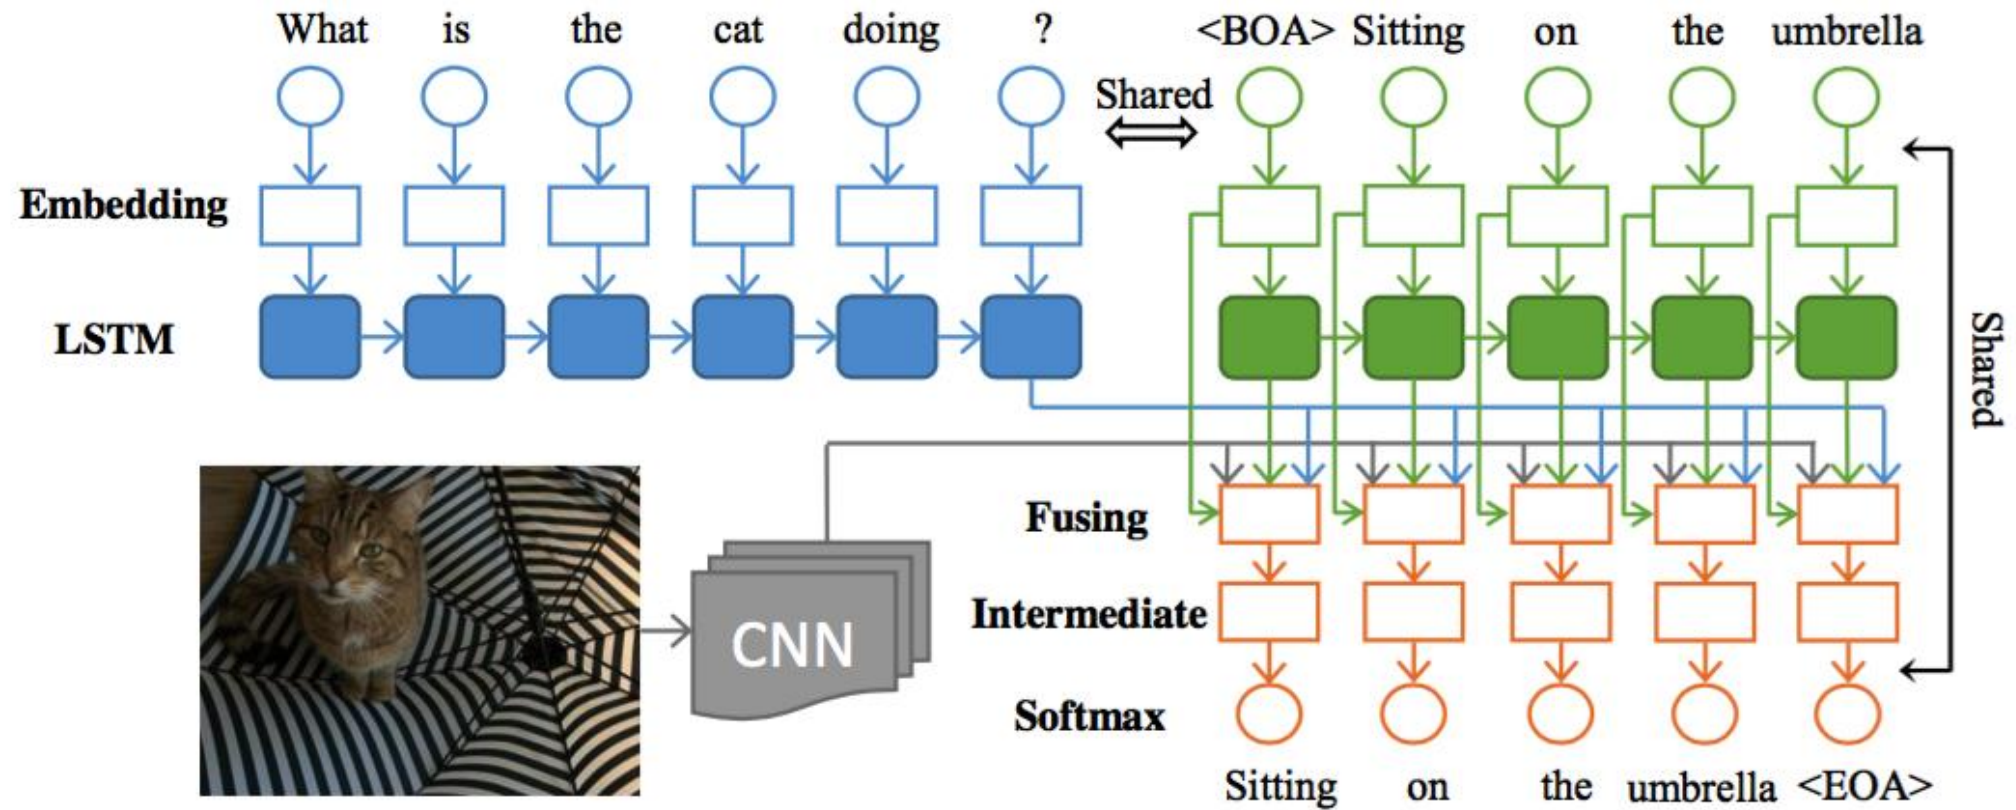 What is the cat doing ? <BOA> Sitting on the umbrella
Shared
Embedding
LSTM
Shared
Fusing
Intermediate
CNN
Softmax
Sitting on the umbrella <EOA>